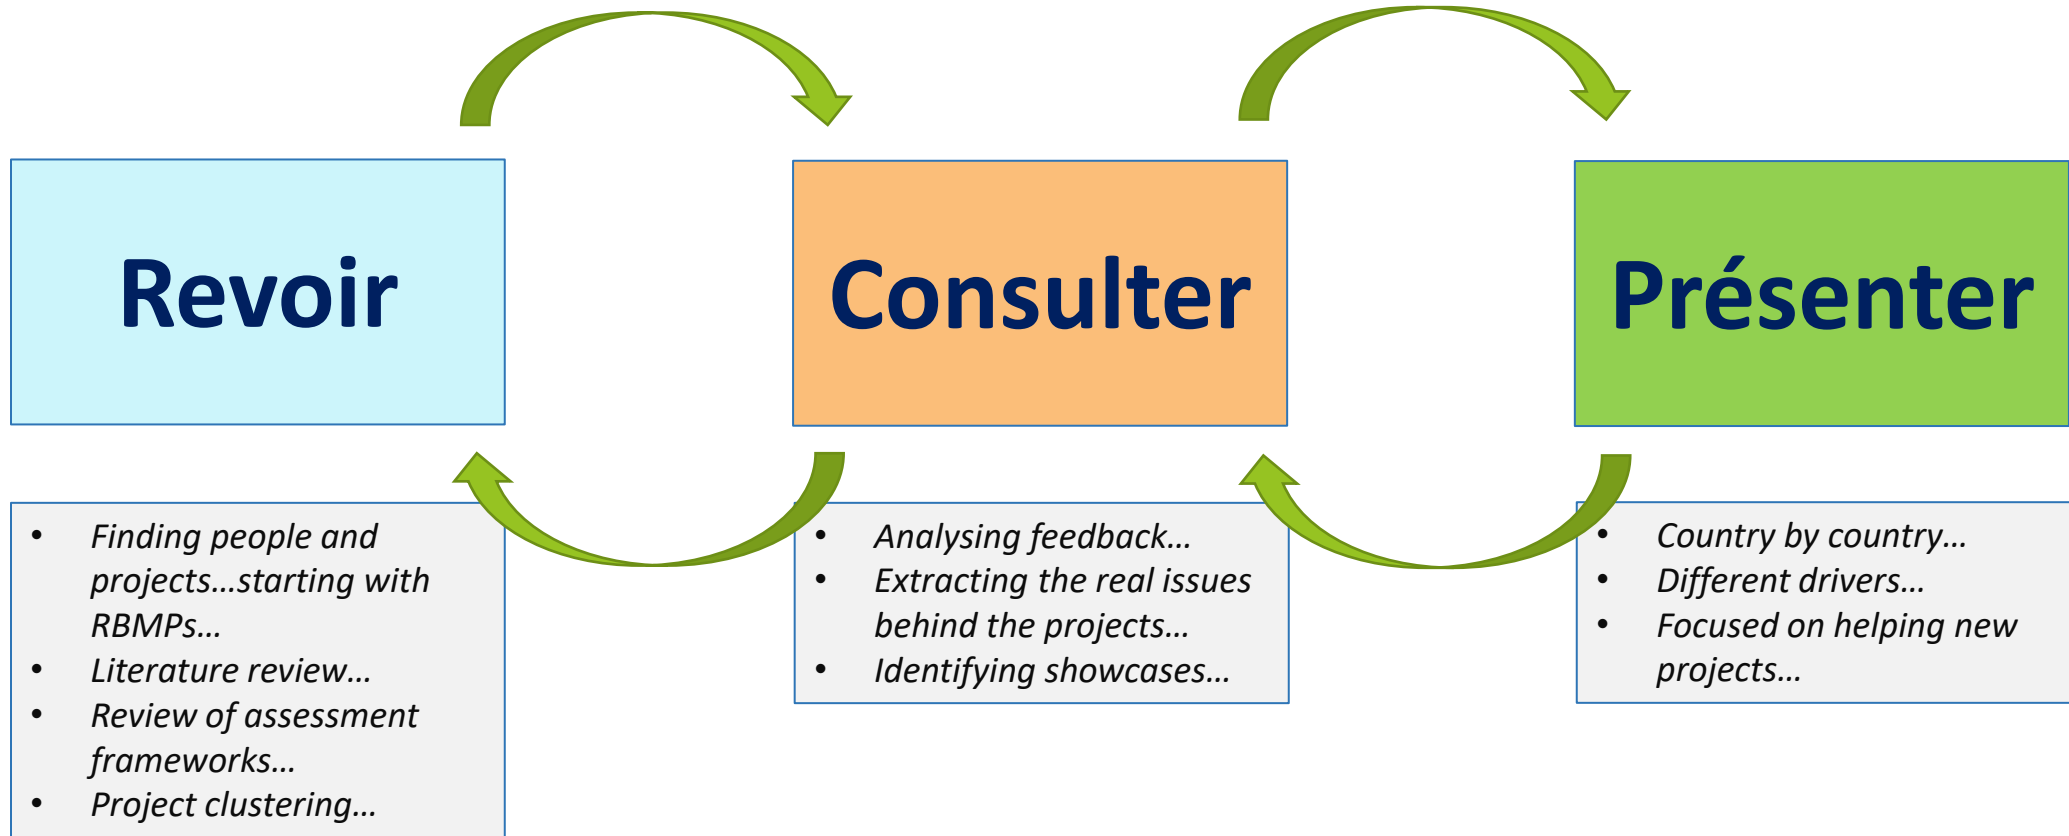 Revoir
Consulter
Présenter
• Finding people and
projects…starting with
RBMPs…
• Literature review…
• Review of assessment
frameworks…
• Project clustering…
• Analysing feedback…
• Extracting the real issues
behind the projects…
• Identifying showcases…
• Country by country…
• Different drivers…
• Focused on helping new
projects…